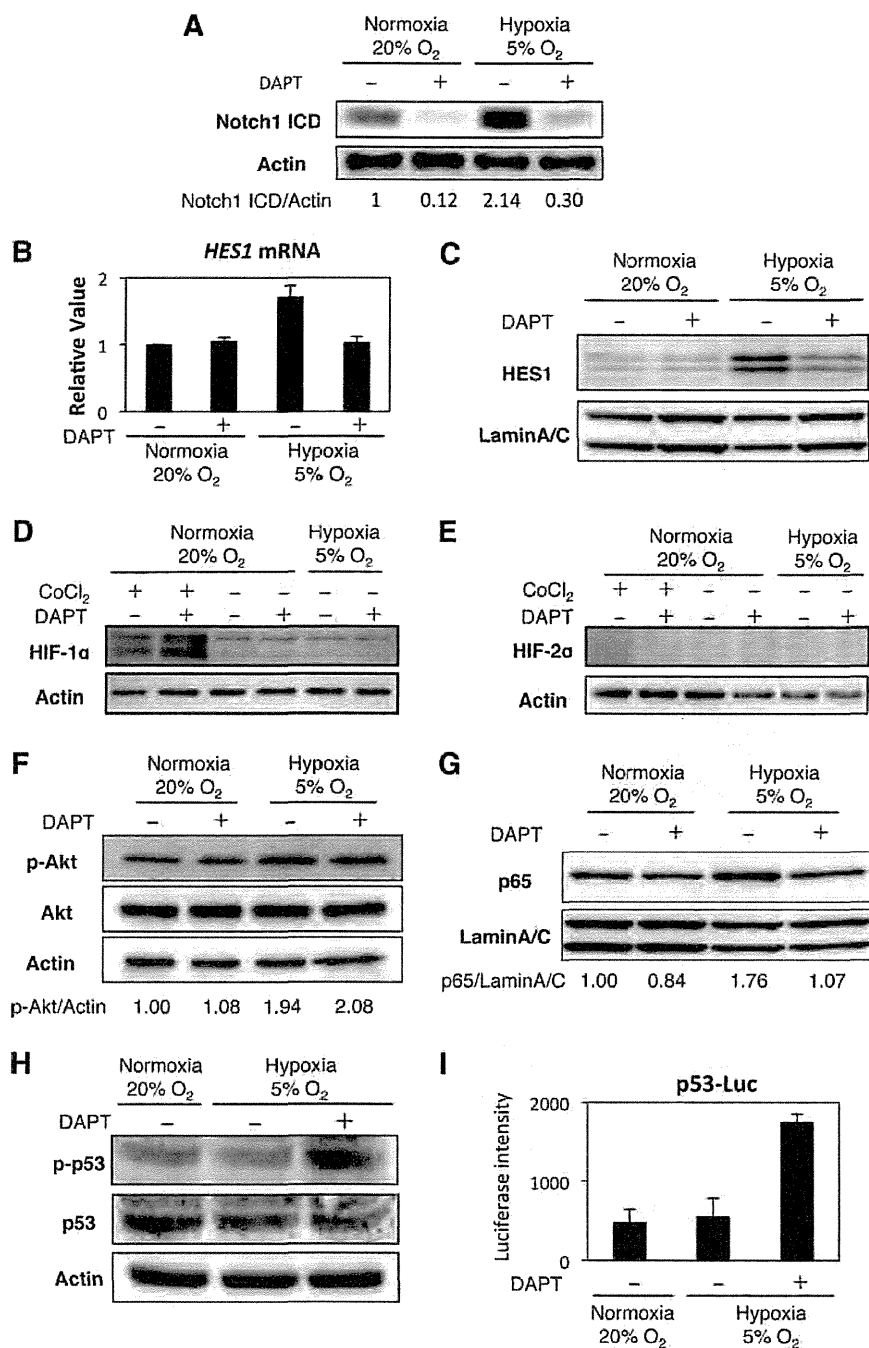 A
Normoxia Hypoxia
20% O2 5% O2
DAPT − + − +
Notch1 ICD
Actin
Notch1 ICD/Actin 1 0.12 2.14 0.30
B
HES1 mRNA
Relative Value
2
1
0
DAPT − + − +
Normoxia Hypoxia
20% O2 5% O2
C
Normoxia Hypoxia
20% O2 5% O2
DAPT − + − +
HES1
LaminA/C
D
Normoxia Hypoxia
20% O2 5% O2
CoCl2 + + − − − −
DAPT − + − + − +
HIF-1α
Actin
E
Normoxia Hypoxia
20% O2 5% O2
CoCl2 + + − − − −
DAPT − + − + − +
HIF-2α
Actin
F
Normoxia Hypoxia
20% O2 5% O2
DAPT − + − +
p-Akt
Akt
Actin
p-Akt/Actin 1.00 1.08 1.94 2.08
G
Normoxia Hypoxia
20% O2 5% O2
DAPT − + − +
p65
LaminA/C
p65/LaminA/C 1.00 0.84 1.76 1.07
H
Normoxia Hypoxia
20% O2 5% O2
DAPT − − +
p-p53
p53
Actin
I
p53-Luc
Luciferase intensity
2000
1000
0
DAPT − − +
Normoxia Hypoxia
20% O2 5% O2